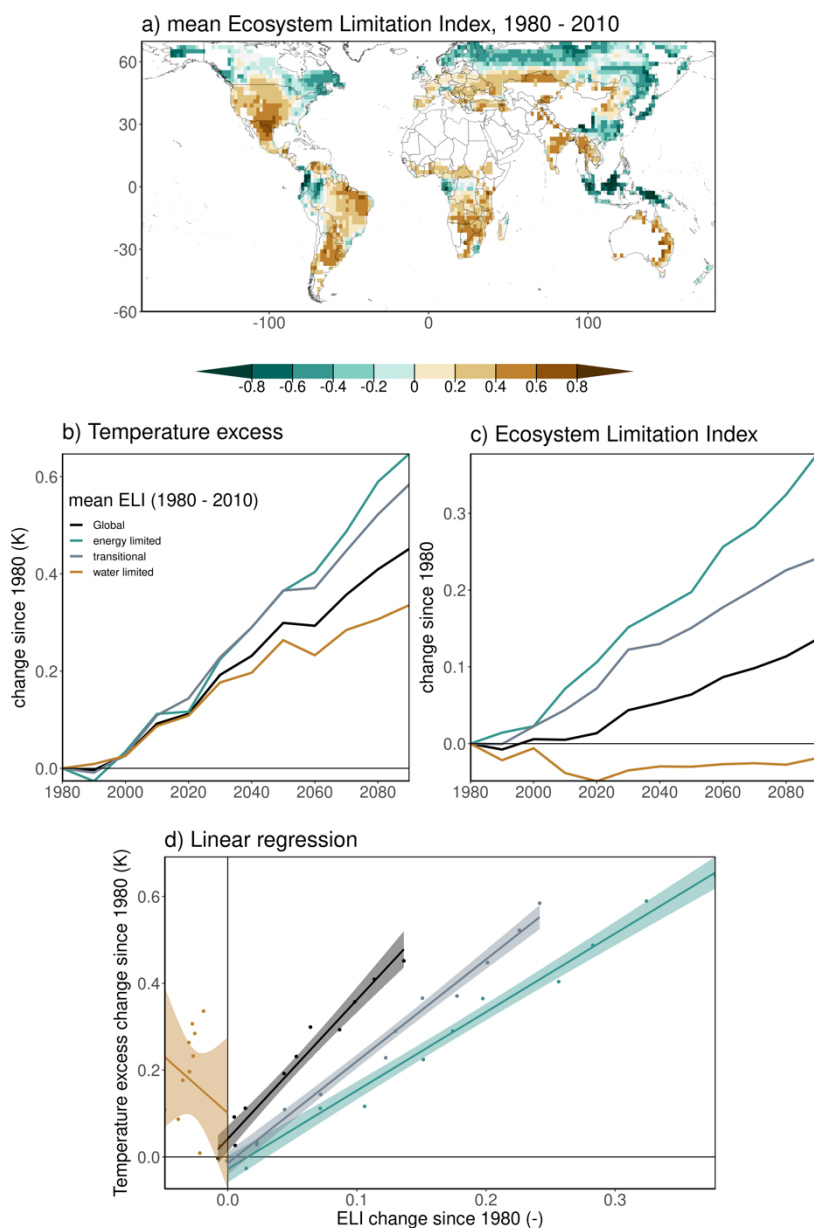 a) mean Ecosystem Limitation Index, 1980 - 2010
60
30
0
-30
-60
-100 0 100
-0.8 -0.6 -0.4 -0.2 0 0.2 0.4 0.6 0.8
b) Temperature excess
change since 1980 (K)
0.6
0.4
0.2
0.0
mean ELI (1980 - 2010)
Global
energy limited
transitional
water limited
1980 2000 2020 2040 2060 2080
c) Ecosystem Limitation Index
change since 1980
0.3
0.2
0.1
0.0
1980 2000 2020 2040 2060 2080
d) Linear regression
Temperature excess change since 1980 (K)
0.6
0.4
0.2
0.0
0.0 0.1 0.2 0.3
ELI change since 1980 (-)